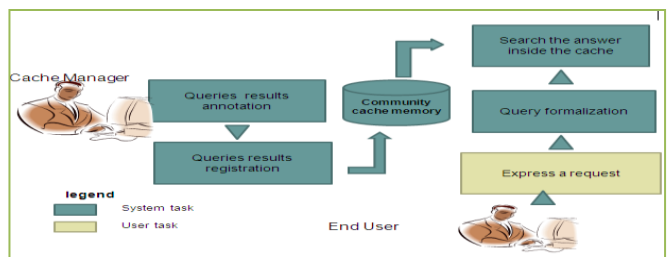 Cache Manager
Queries results
annotation
Queries results
registration
Community
cache memory
Search the answer
inside the cache
Query formalization
Express a request
End User
legend
System task
User task